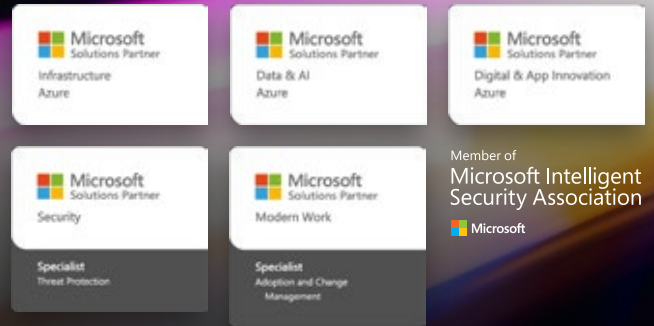 Microsoft
Solutions Partner
Infrastructure
Azure
Microsoft
Solutions Partner
Data & AI
Azure
Microsoft
Solutions Partner
Digital & App Innovation
Azure
Microsoft
Solutions Partner
Security
Specialist
Threat Protection
Microsoft
Solutions Partner
Modern Work
Specialist
Adoption and Change
Management
Member of
Microsoft Intelligent
Security Association
Microsoft